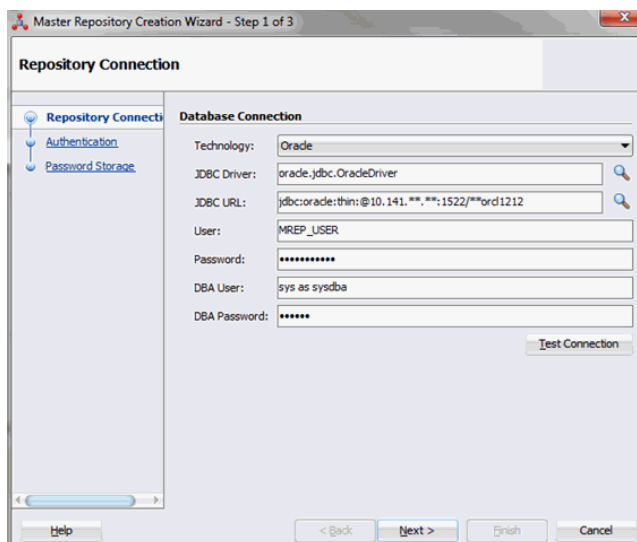 Master Repository Creation Wizard - Step 1 of 3
Repository Connection
Repository Connecti
Authentication
Password Storage
Database Connection
Technology: Oracle
JDBC Driver: oracle.jdbc.OracleDriver
JDBC URL: jdbc:oracle:thin:@10.141.**.**:1522/**orcl1212
User: MREP_USER
Password: •••••••••••
DBA User: sys as sysdba
DBA Password: ••••••
Test Connection
Help
< Back
Next >
Finish
Cancel